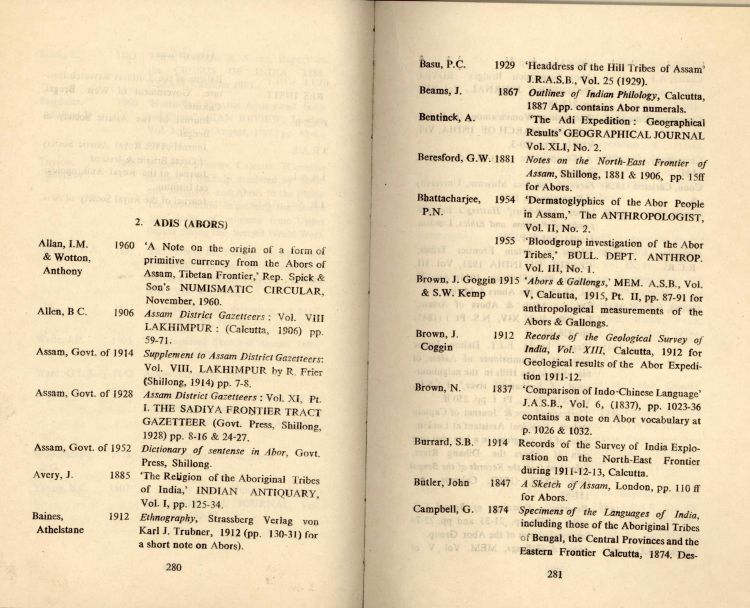 2. ADIS (ABORS)
Allan, I.M. 1960 'A Note on the origin of a form of
& Wotton, primitive currency from the Abors of
Anthony Assam, Tibetan Frontier,' Rep. Spick &
Son's NUMISMATIC CIRCULAR,
November, 1960.
Allen, B C. 1906 Assam District Gazetteers : Vol. VIII
LAKHIMPUR : (Calcutta, 1906) pp.
59-71.
Assam, Govt. of 1914 Supplement to Assam District Gazetteers:
Vol. VIII, LAKHIMPUR by R. Frier
(Shillong, 1914) pp. 7-8.
Assam, Govt. of 1928 Assam District Gazetteers : Vol. XI, Pt.
I. THE SADIYA FRONTIER TRACT
GAZETTEER (Govt. Press, Shillong,
1928) pp. 8-16 & 24-27.
Assam, Govt. of 1952 Dictionary of sentense in Abor, Govt.
Press, Shillong.
Avery, J. 1885 'The Religion of the Aboriginal Tribes
of India,' INDIAN ANTIQUARY,
Vol. I, pp. 125-34.
Baines, 1912 Ethnography, Strassberg Verlag von
Athelstane Karl J. Trubner, 1912 (pp. 130-31) for
a short note on Abors).
280
Basu, P.C. 1929 'Headdress of the Hill Tribes of Assam'
J.R.A.S.B., Vol. 25 (1929).
Beams, J. 1867 Outlines of Indian Philology, Calcutta,
1887 App. contains Abor numerals.
Bentinck, A. 'The Adi Expedition : Geographical
Results' GEOGRAPHICAL JOURNAL
Vol. XLI, No. 2.
Beresford, G.W. 1881 Notes on the North-East Frontier of
Assam, Shillong, 1881 & 1906, pp. 15ff
for Abors.
Bhattacharjee, 1954 'Dermatoglyphics of the Abor People
P.N. in Assam,' The ANTHROPOLOGIST,
Vol. II, No. 2.
1955 'Bloodgroup investigation of the Abor
Tribes,' BULL. DEPT. ANTHROP.
Vol. III, No. 1.
Brown, J. Goggin 1915 'Abors & Gallongs,' MEM. A.S.B., Vol.
& S.W. Kemp V, Calcutta, 1915, Pt. II, pp. 87-91 for
anthropological measurements of the
Abors & Gallongs.
Brown, J. 1912 Records of the Geological Survey of
Coggin India, Vol. XIII, Calcutta, 1912 for
Geological results of the Abor Expedi-
tion 1911-12.
Brown, N. 1837 'Comparison of Indo-Chinese Language'
J.A.S.B., Vol. 6, (1837), pp. 1023-36
contains a note on Abor vocabulary at
p. 1026 & 1032.
Burrard, S.B. 1914 Records of the Survey of India Explo-
ration on the North-East Frontier
during 1911-12-13, Calcutta.
Butler, John 1847 A Sketch of Assam, London, pp. 110 ff
for Abors.
Campbell, G. 1874 Specimens of the Languages of India,
including those of the Aboriginal Tribes
of Bengal, the Central Provinces and the
Eastern Frontier Calcutta, 1874. Des-
281